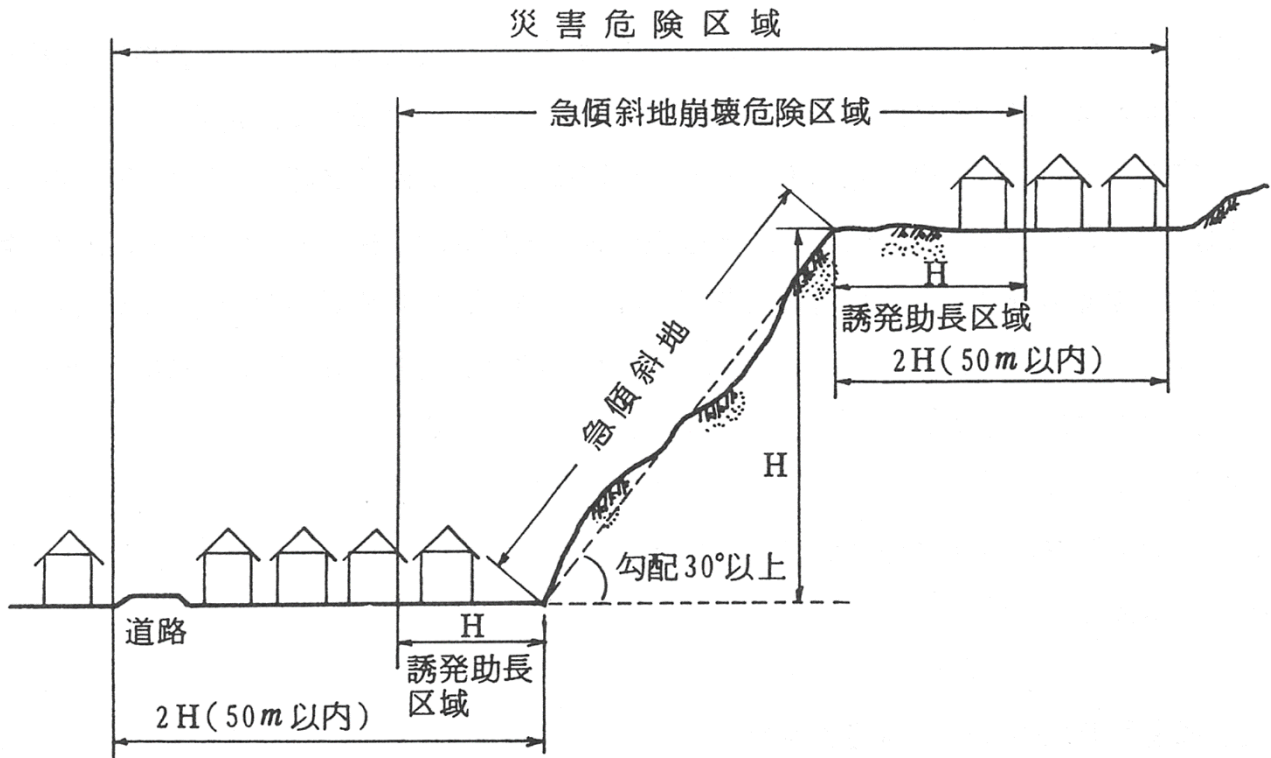 災害危険区域
急傾斜地崩壊危険区域
H
誘発助長区域
2H(50m以内)
急傾斜地
H
勾配30°以上
道路
H
誘発助長
区域
2H(50m以内)